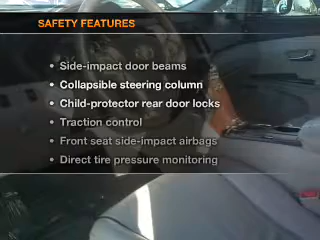 SAFETY FEATURES
• Side-impact door beams
• Collapsible steering column
• Child-protector rear door locks
• Traction control
• Front seat side-impact airbags
• Direct tire pressure monitoring